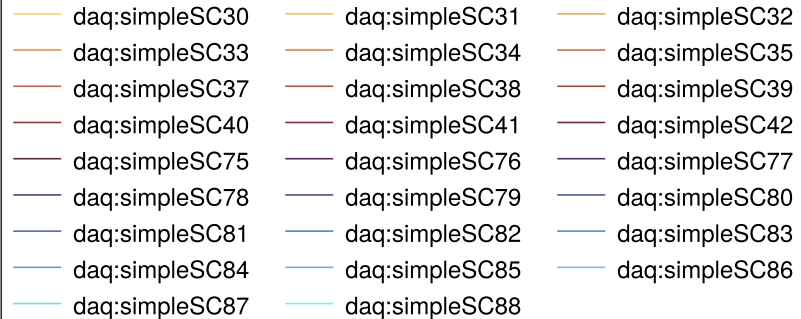 daq:simpleSC30 daq:simpleSC31 daq:simpleSC32
daq:simpleSC33 daq:simpleSC34 daq:simpleSC35
daq:simpleSC37 daq:simpleSC38 daq:simpleSC39
daq:simpleSC40 daq:simpleSC41 daq:simpleSC42
daq:simpleSC75 daq:simpleSC76 daq:simpleSC77
daq:simpleSC78 daq:simpleSC79 daq:simpleSC80
daq:simpleSC81 daq:simpleSC82 daq:simpleSC83
daq:simpleSC84 daq:simpleSC85 daq:simpleSC86
daq:simpleSC87 daq:simpleSC88